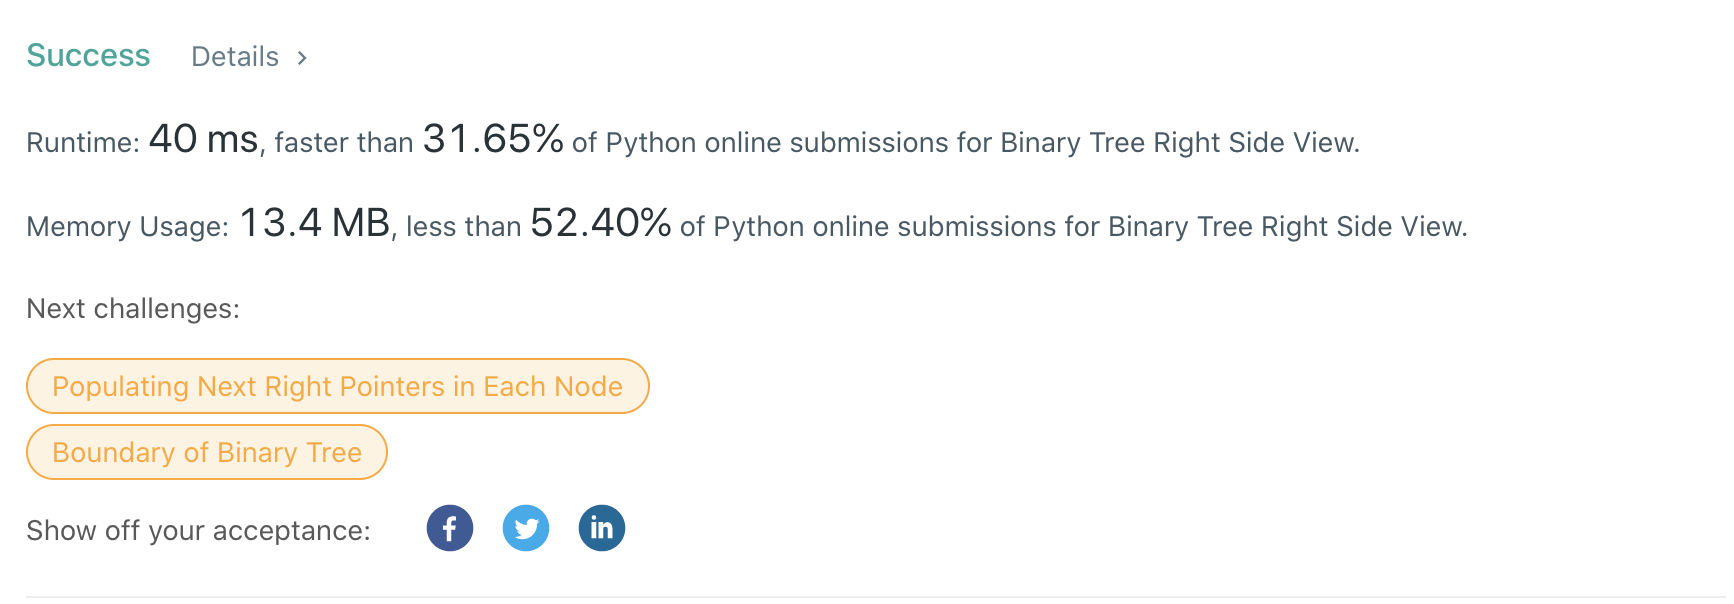 Success Details >
Runtime: 40 ms, faster than 31.65% of Python online submissions for Binary Tree Right Side View.
Memory Usage: 13.4 MB, less than 52.40% of Python online submissions for Binary Tree Right Side View.
Next challenges:
Populating Next Right Pointers in Each Node
Boundary of Binary Tree
Show off your acceptance: f in